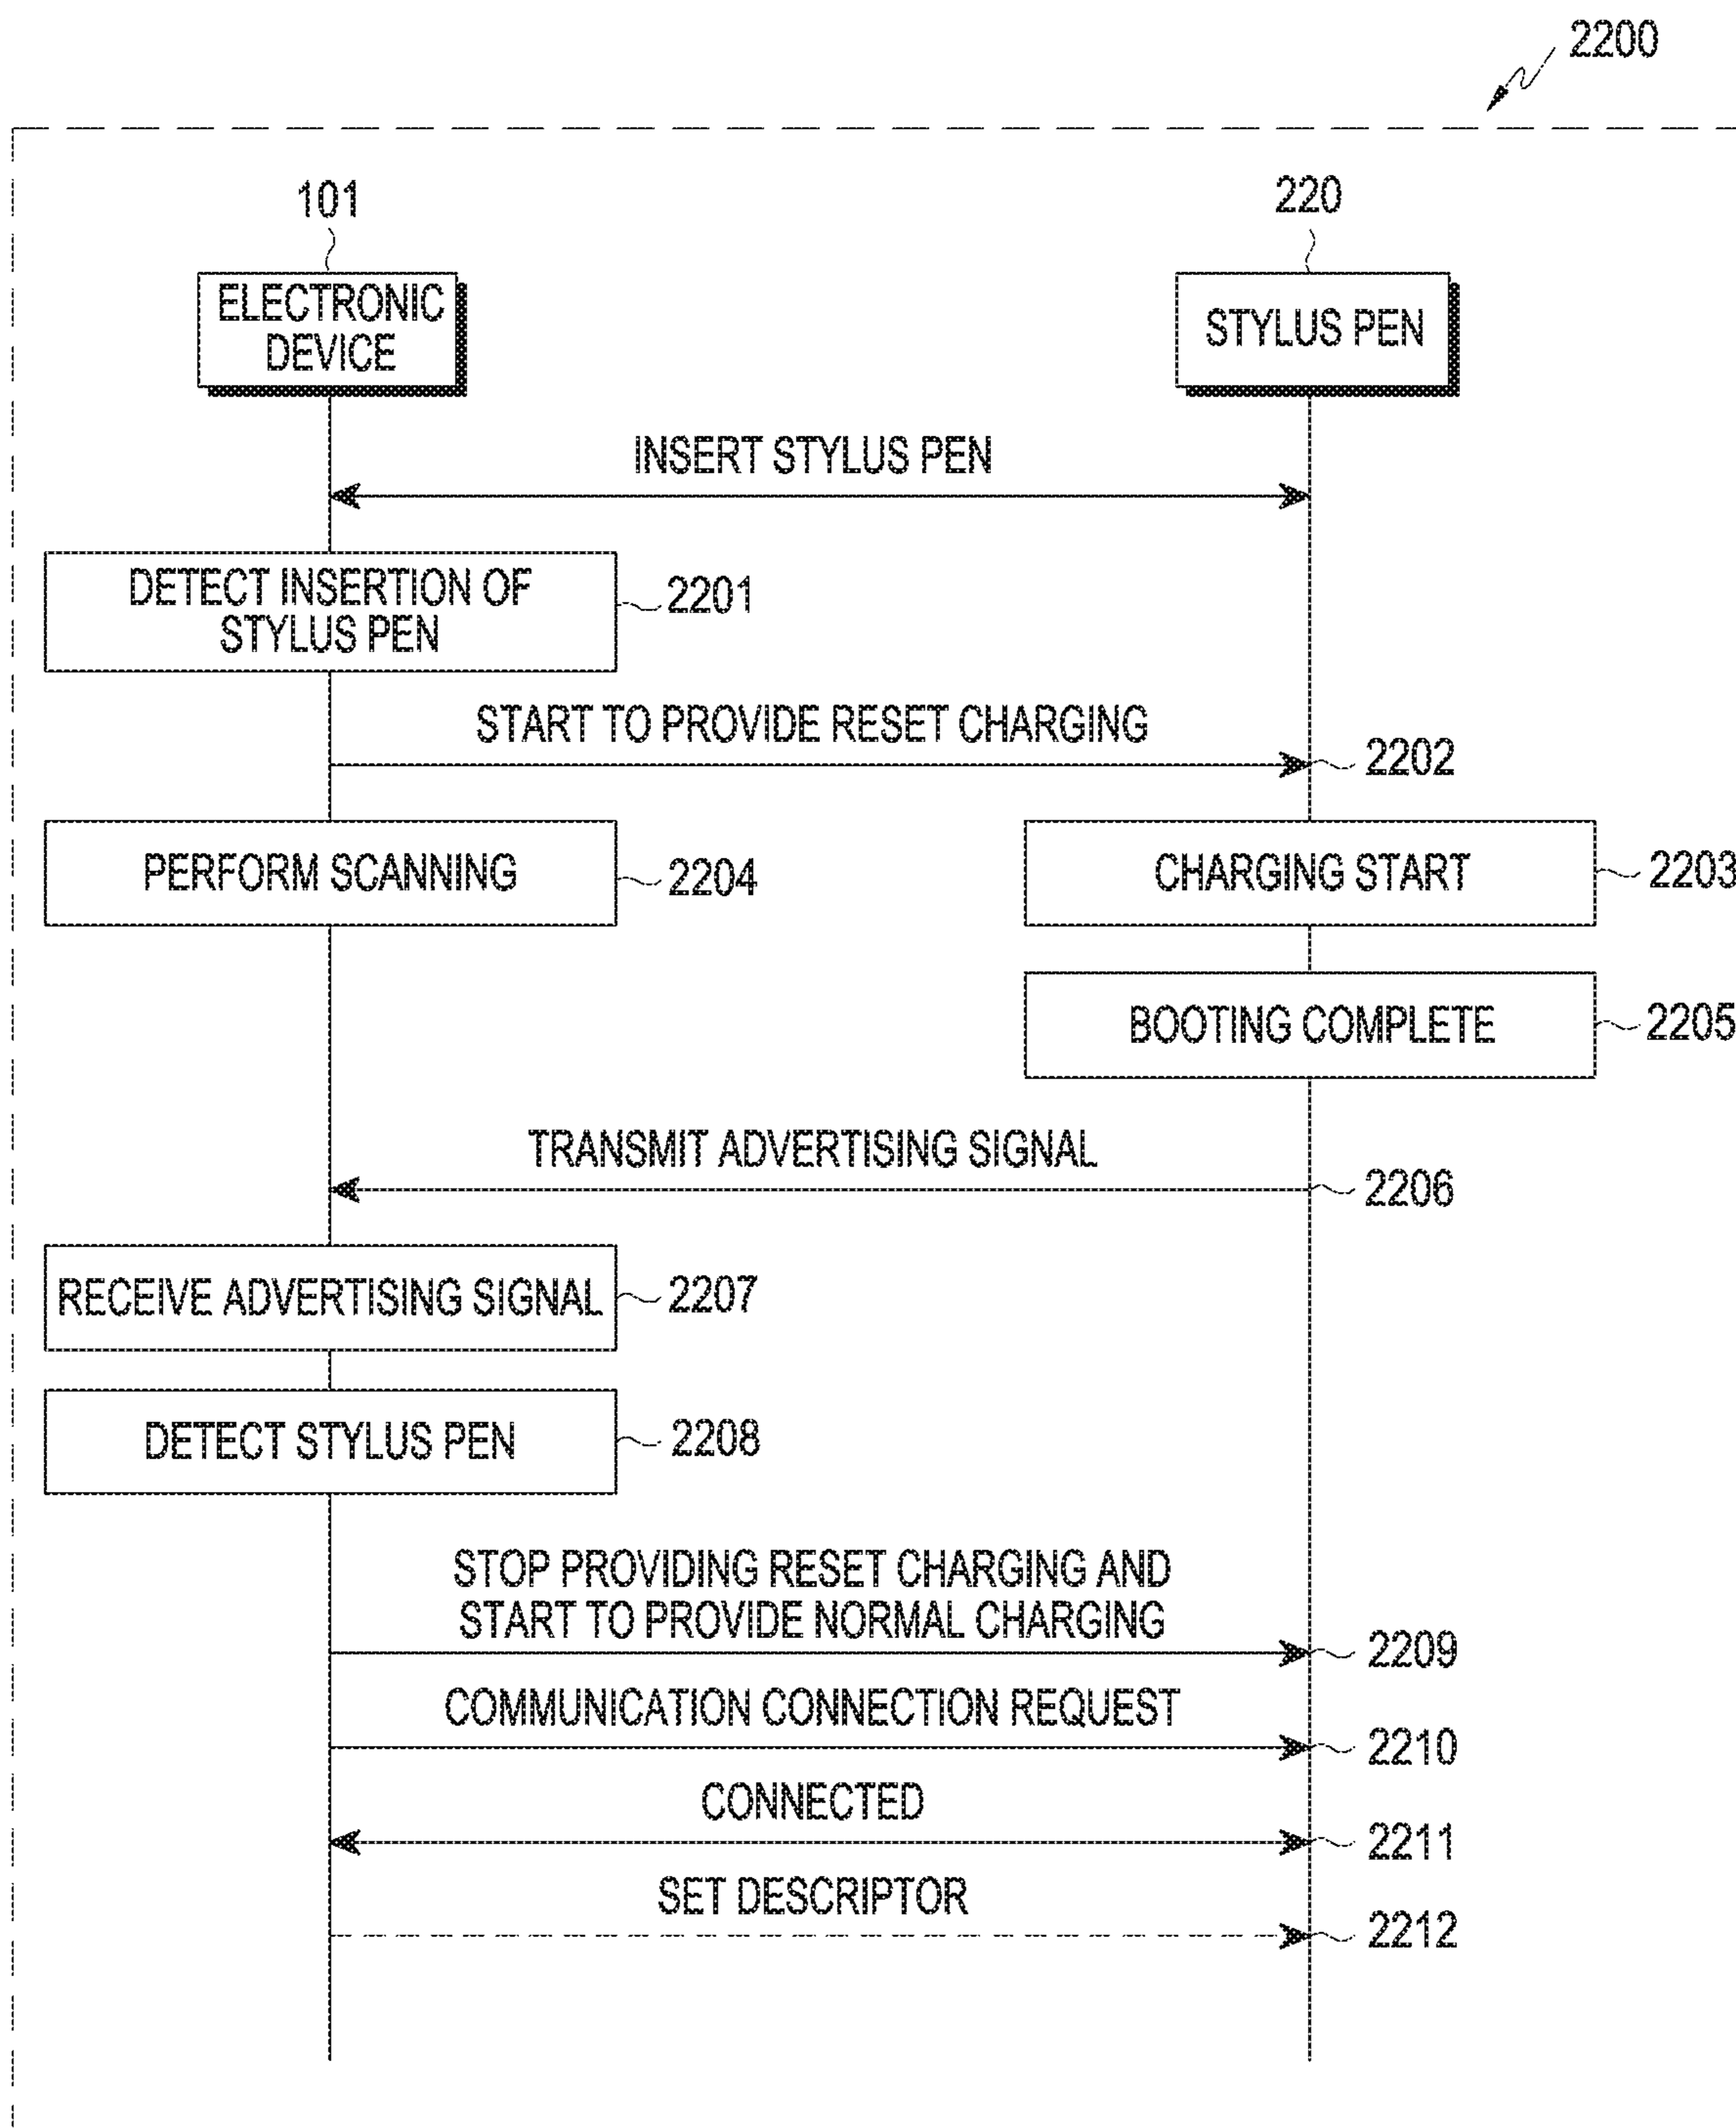 2200
101
220
ELECTRONIC
DEVICE
STYLUS PEN
INSERT STYLUS PEN
DETECT INSERTION OF
STYLUS PEN
2201
START TO PROVIDE RESET CHARGING
2202
PERFORM SCANNING
2204
CHARGING START
2203
BOOTING COMPLETE
2205
TRANSMIT ADVERTISING SIGNAL
2206
RECEIVE ADVERTISING SIGNAL
2207
DETECT STYLUS PEN
2208
STOP PROVIDING RESET CHARGING AND
START TO PROVIDE NORMAL CHARGING
2209
COMMUNICATION CONNECTION REQUEST
2210
CONNECTED
2211
SET DESCRIPTOR
2212